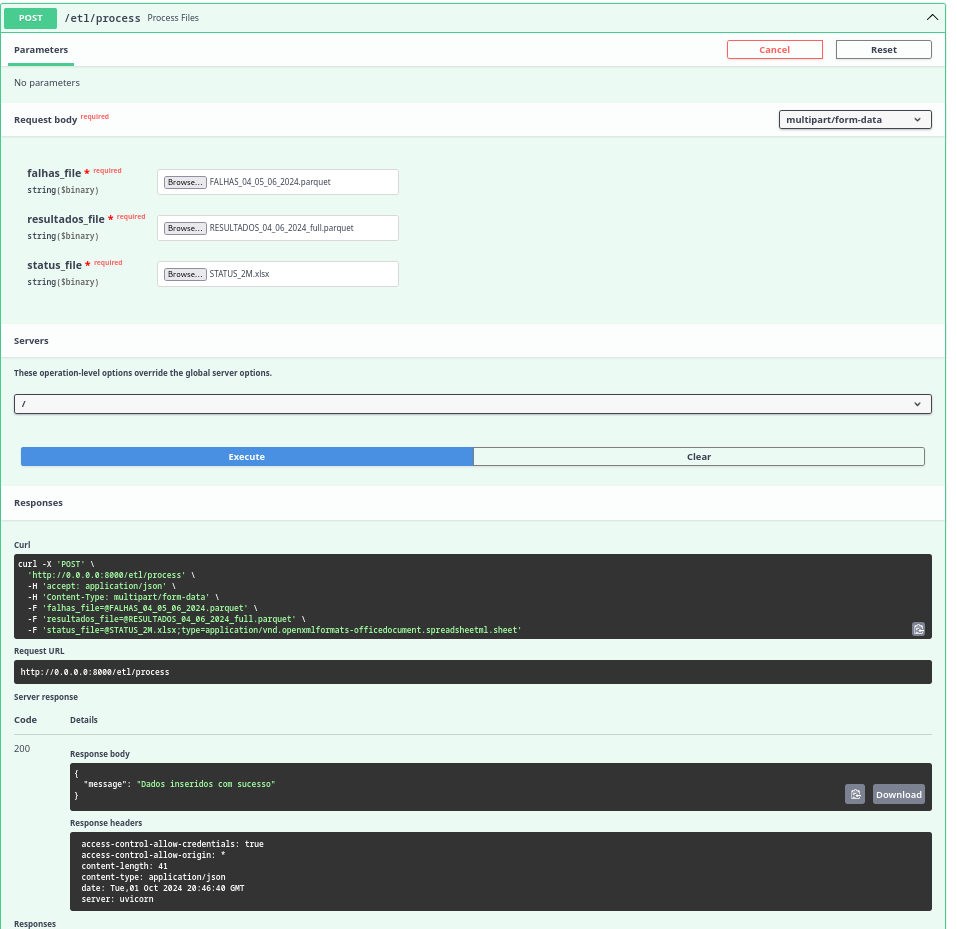 POST /etl/process Process Files
Parameters
Cancel
Reset
No parameters
Request body required
multipart/form-data
falhas_file * required
string($binary)
Browse... FALHAS_04_05_06_2024.parquet
resultados_file * required
string($binary)
Browse... RESULTADOS_04_06_2024_full.parquet
status_file * required
string($binary)
Browse... STATUS_2M.xlsx
Servers
These operation-level options override the global server options.
/
Execute
Clear
Responses
Curl
curl -X 'POST' \
'http://0.0.0.0:8000/etl/process' \
-H 'accept: application/json' \
-H 'Content-Type: multipart/form-data' \
-F 'falhas_file=@FALHAS_04_05_06_2024.parquet' \
-F 'resultados_file=@RESULTADOS_04_06_2024_full.parquet' \
-F 'status_file=@STATUS_2M.xlsx;type=application/vnd.openxmlformats-officedocument.spreadsheetml.sheet'
Request URL
http://0.0.0.0:8000/etl/process
Server response
Code Details
200
Response body
{
"message": "Dados inseridos com sucesso"
}
Download
Response headers
access-control-allow-credentials: true
access-control-allow-origin: *
content-length: 41
content-type: application/json
date: Tue,01 Oct 2024 20:46:40 GMT
server: uvicorn
Responses